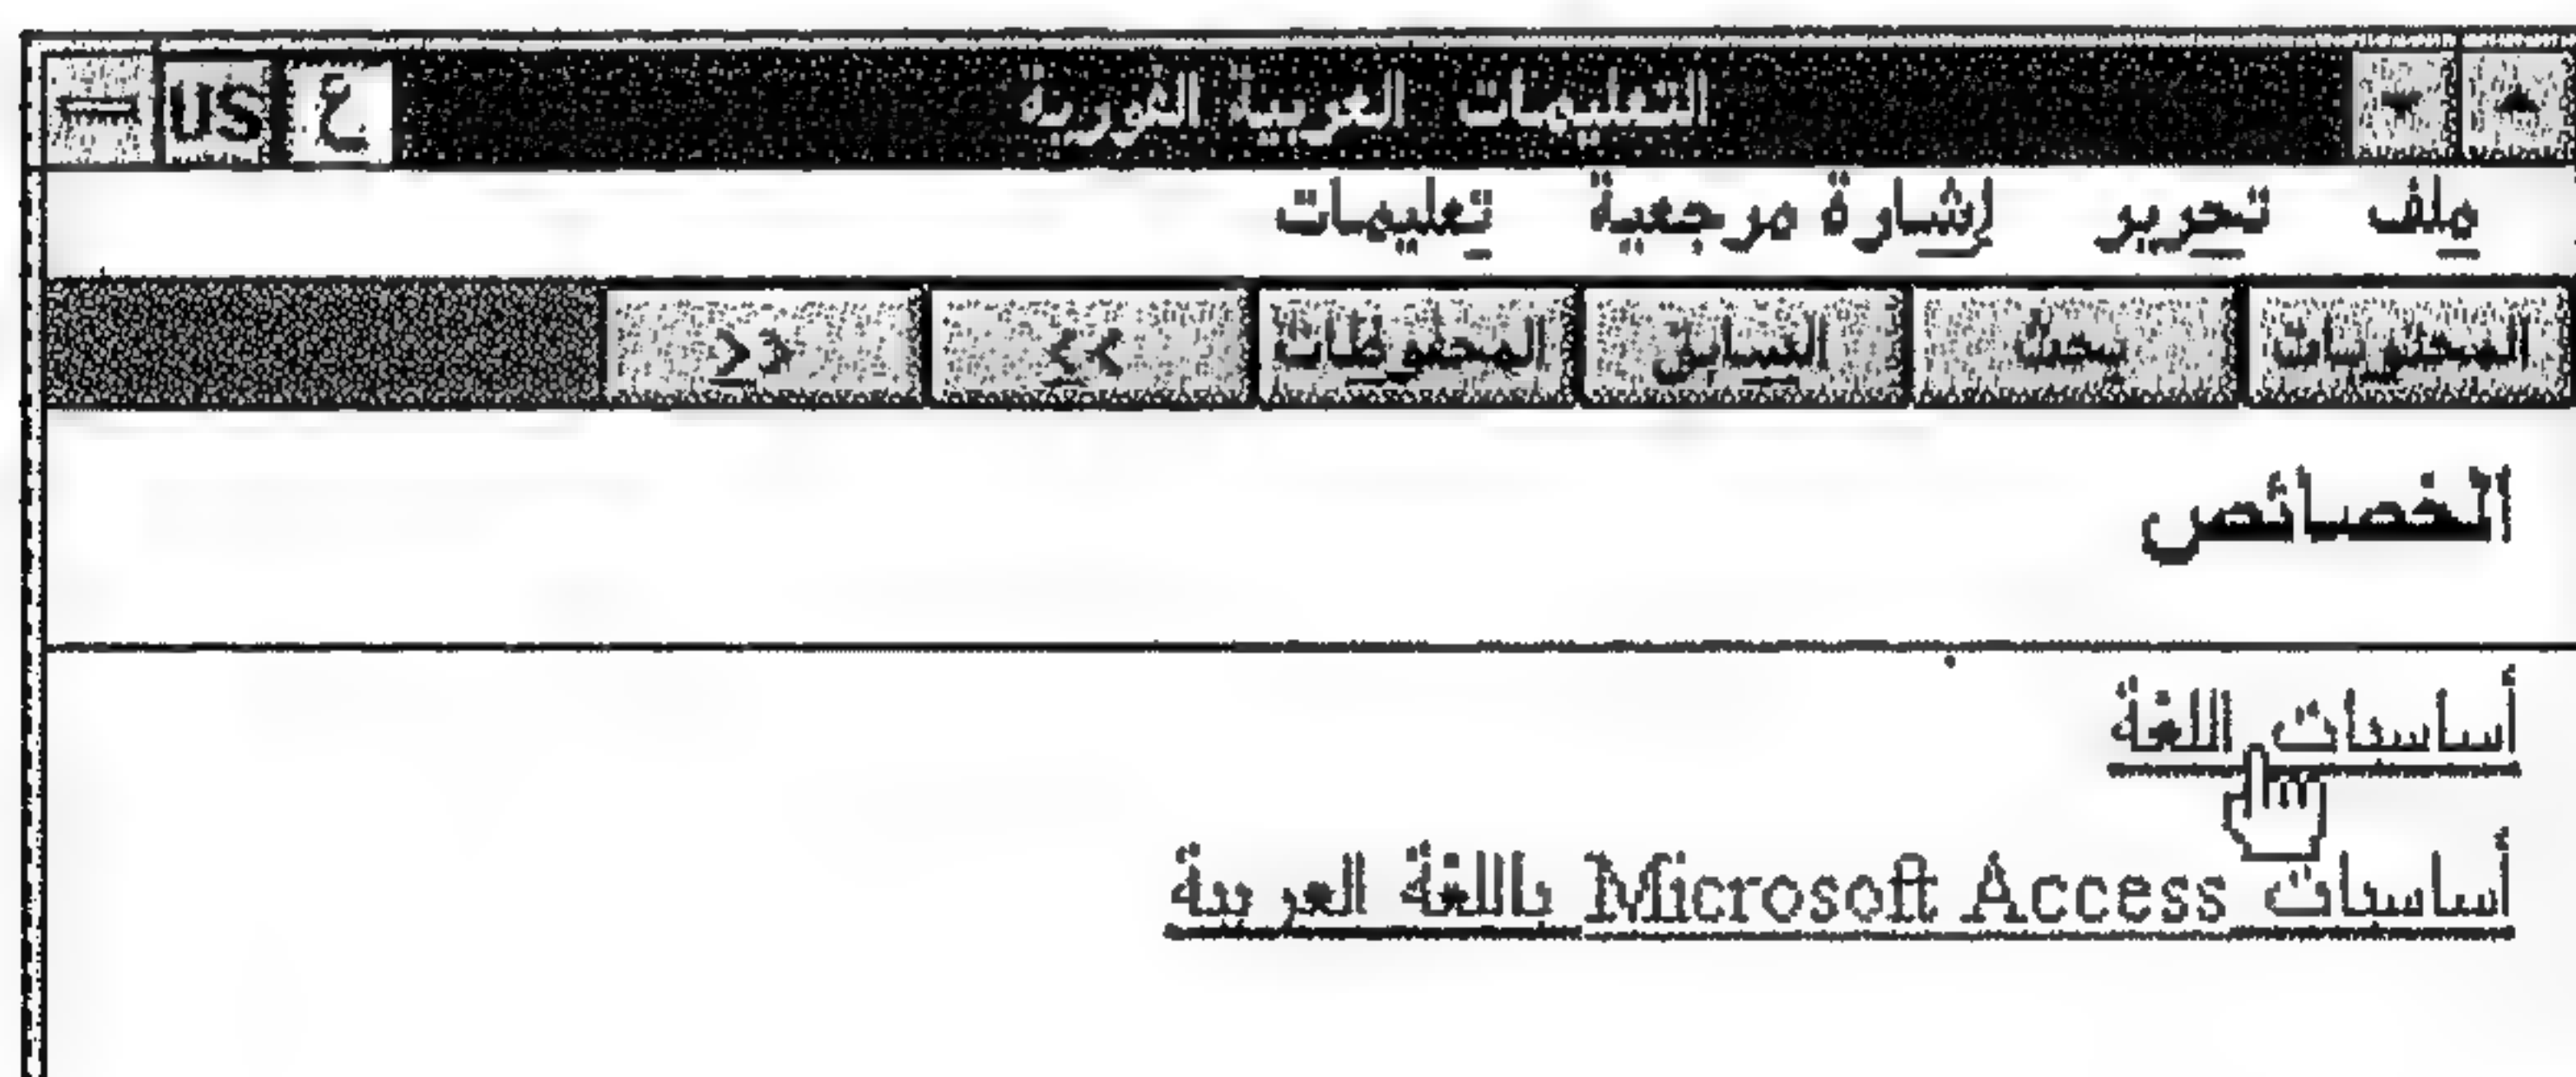 التعليمات العربية الفورية ع US
ملف تحرير إشارة مرجعية تعليمات
المحتويات بحث السابق المحفوظات >> <<
الخصائص
أساسيات اللغة
أساسيات Microsoft Access باللغة العربية